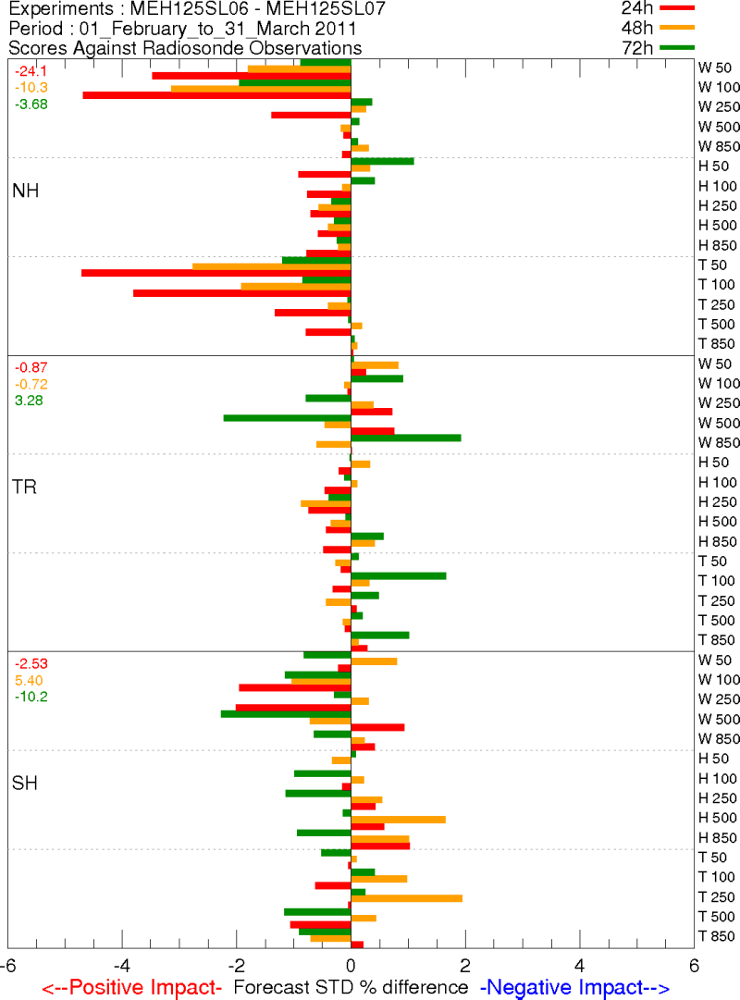 Experiments : MEH125SL06 - MEH125SL07 24h
Period : 01_February_to_31_March 2011 48h
Scores Against Radiosonde Observations 72h
-24.1
-10.3
-3.68
NH
W 50
W 100
W 250
W 500
W 850
H 50
H 100
H 250
H 500
H 850
T 50
T 100
T 250
T 500
T 850
-0.87
-0.72
3.28
TR
W 50
W 100
W 250
W 500
W 850
H 50
H 100
H 250
H 500
H 850
T 50
T 100
T 250
T 500
T 850
-2.53
5.40
-10.2
SH
W 50
W 100
W 250
W 500
W 850
H 50
H 100
H 250
H 500
H 850
T 50
T 100
T 250
T 500
T 850
-6 -4 -2 0 2 4 6
<--Positive Impact- Forecast STD % difference -Negative Impact-->